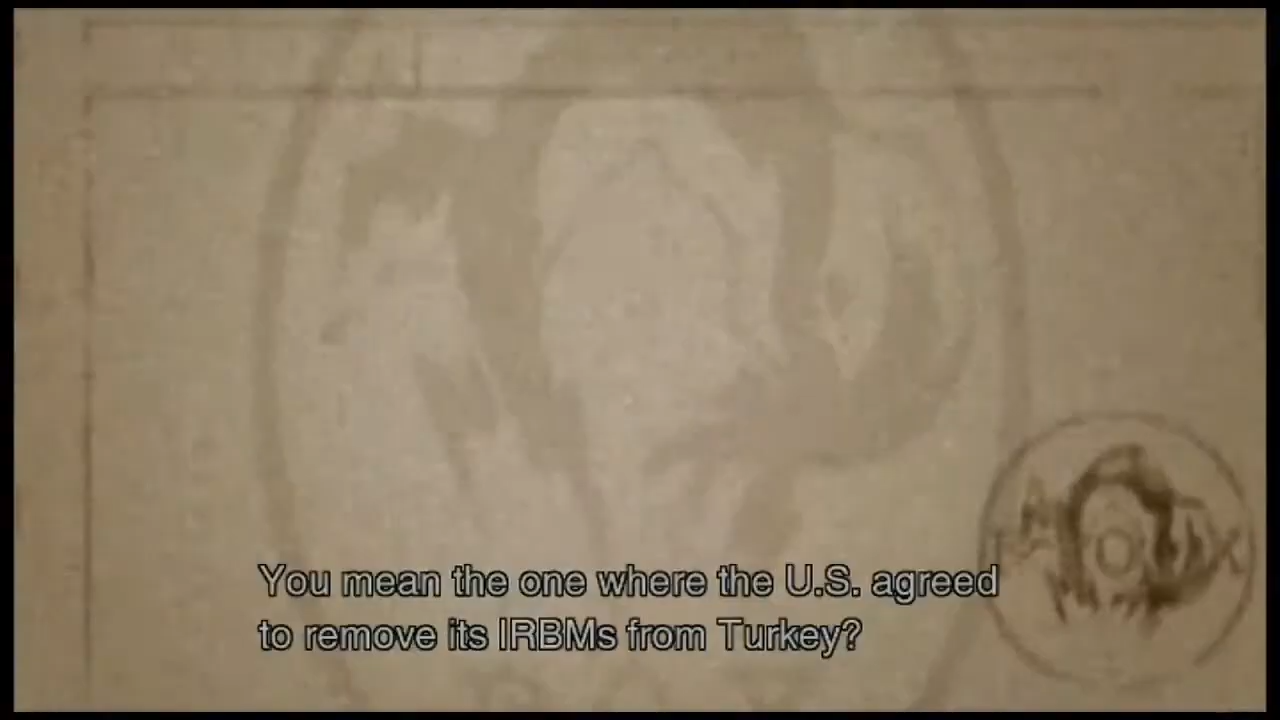 You mean the one where the U.S. agreed
to remove its IRBMs from Turkey?